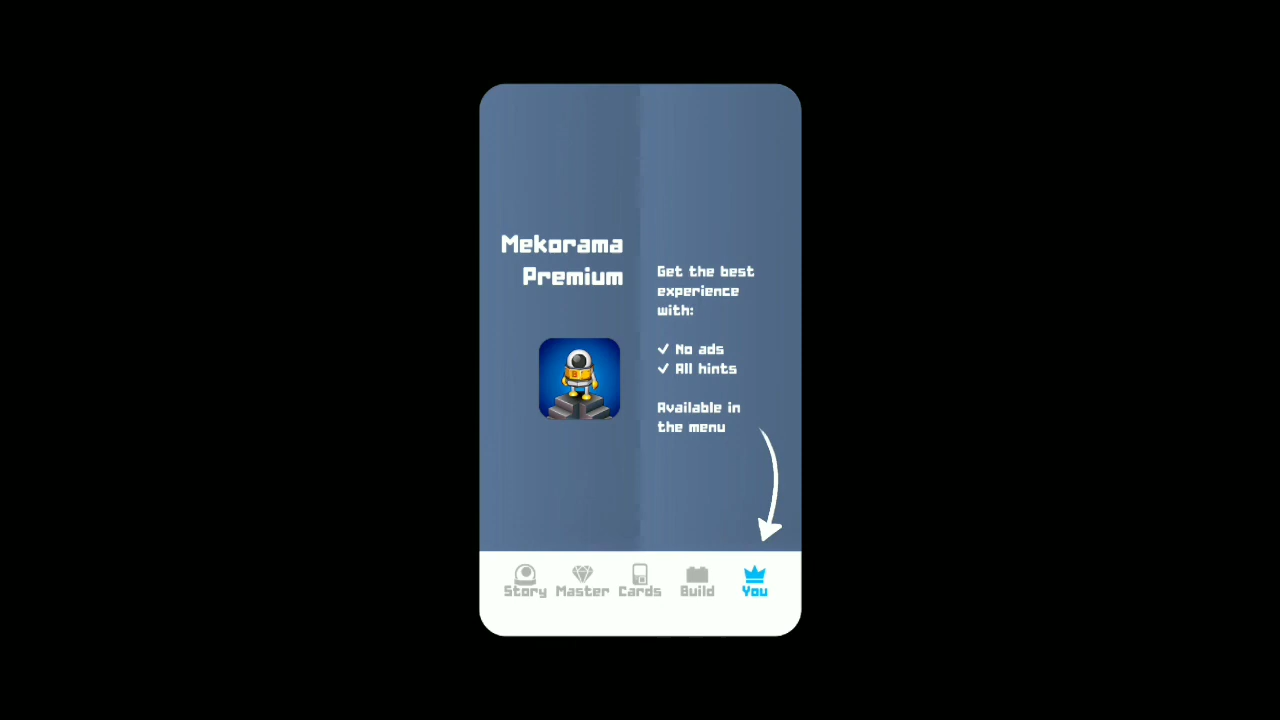 Mekorama
Premium
Get the best
experience
with:
✓ No ads
✓ All hints
Available in
the menu
Story Master Cards Build You